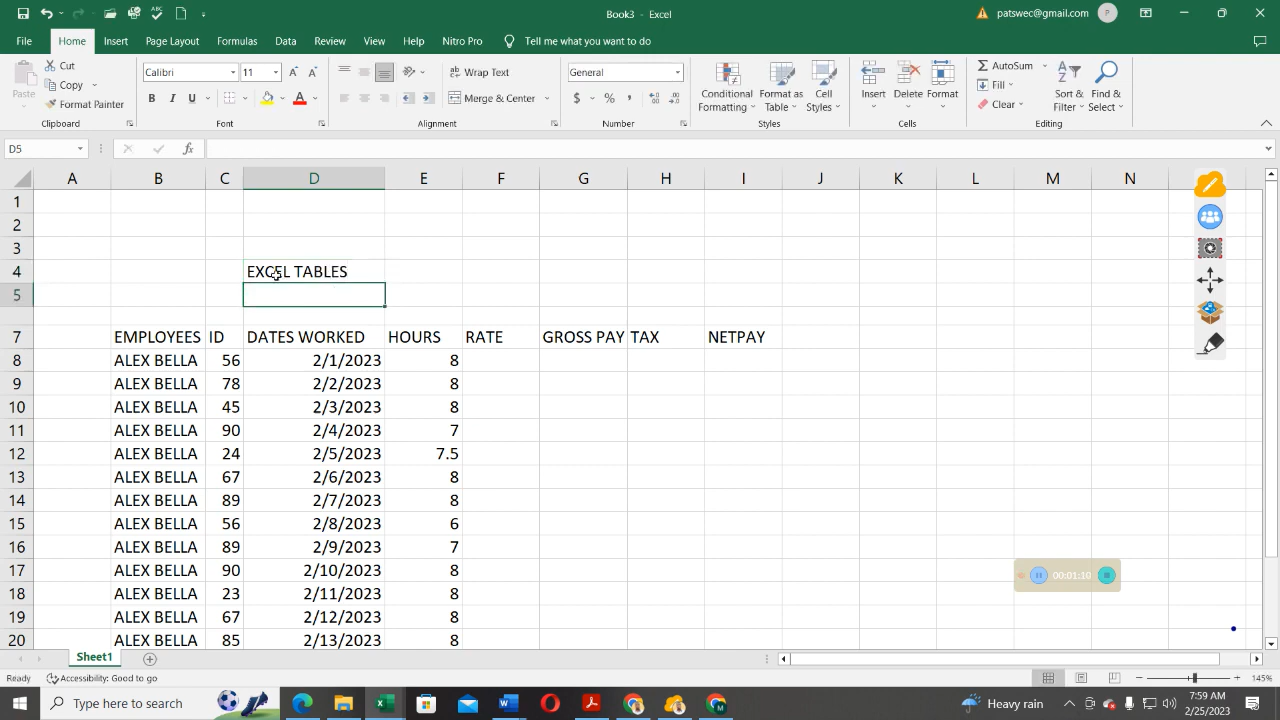 Book3 - Excel
patswec@gmail.com P
File Home Insert Page Layout Formulas Data Review View Help Nitro Pro Tell me what you want to do
Paste
Cut
Copy
Format Painter
Clipboard
Calibri 11
B I U
Font
Wrap Text
Merge & Center
Alignment
General
$ % ,
Number
Conditional Formatting
Format as Table
Cell Styles
Styles
Insert
Delete
Format
Cells
AutoSum
Fill
Clear
Sort & Filter
Find & Select
Editing
D5 fx
A B C D E F G H I J K L M N
1
2
3
4 EXCEL TABLES
5
7 EMPLOYEES ID DATES WORKED HOURS RATE GROSS PAY TAX NETPAY
8 ALEX BELLA 56 2/1/2023 8
9 ALEX BELLA 78 2/2/2023 8
10 ALEX BELLA 45 2/3/2023 8
11 ALEX BELLA 90 2/4/2023 7
12 ALEX BELLA 24 2/5/2023 7.5
13 ALEX BELLA 67 2/6/2023 8
14 ALEX BELLA 89 2/7/2023 8
15 ALEX BELLA 56 2/8/2023 6
16 ALEX BELLA 89 2/9/2023 7
17 ALEX BELLA 90 2/10/2023 8
18 ALEX BELLA 23 2/11/2023 8
19 ALEX BELLA 67 2/12/2023 8
20 ALEX BELLA 85 2/13/2023 8
00:01:10
Sheet1
Ready Accessibility: Good to go 145%
Type here to search
Heavy rain
7:59 AM
2/25/2023